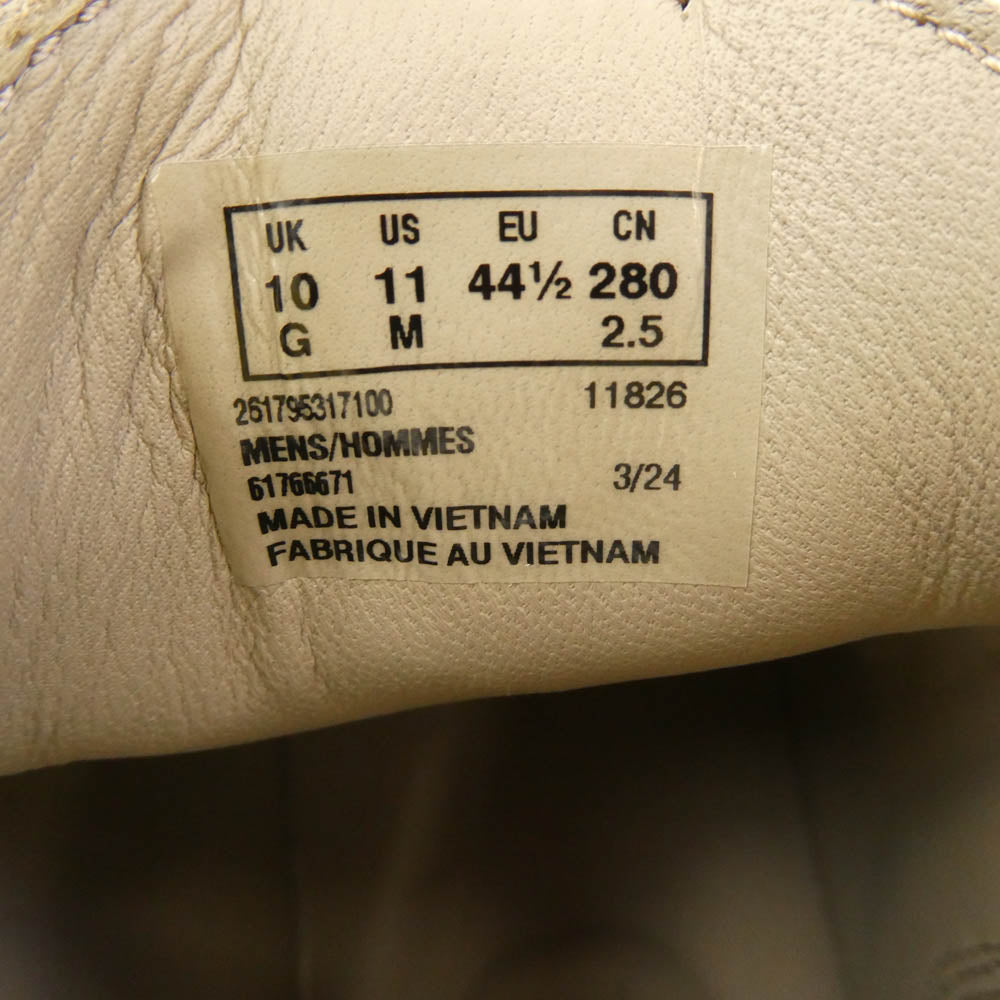 UK US EU CN
10 11 44½ 280
G M 2.5
261795317100 11826
MENS/HOMMES
61766671 3/24
MADE IN VIETNAM
FABRIQUE AU VIETNAM